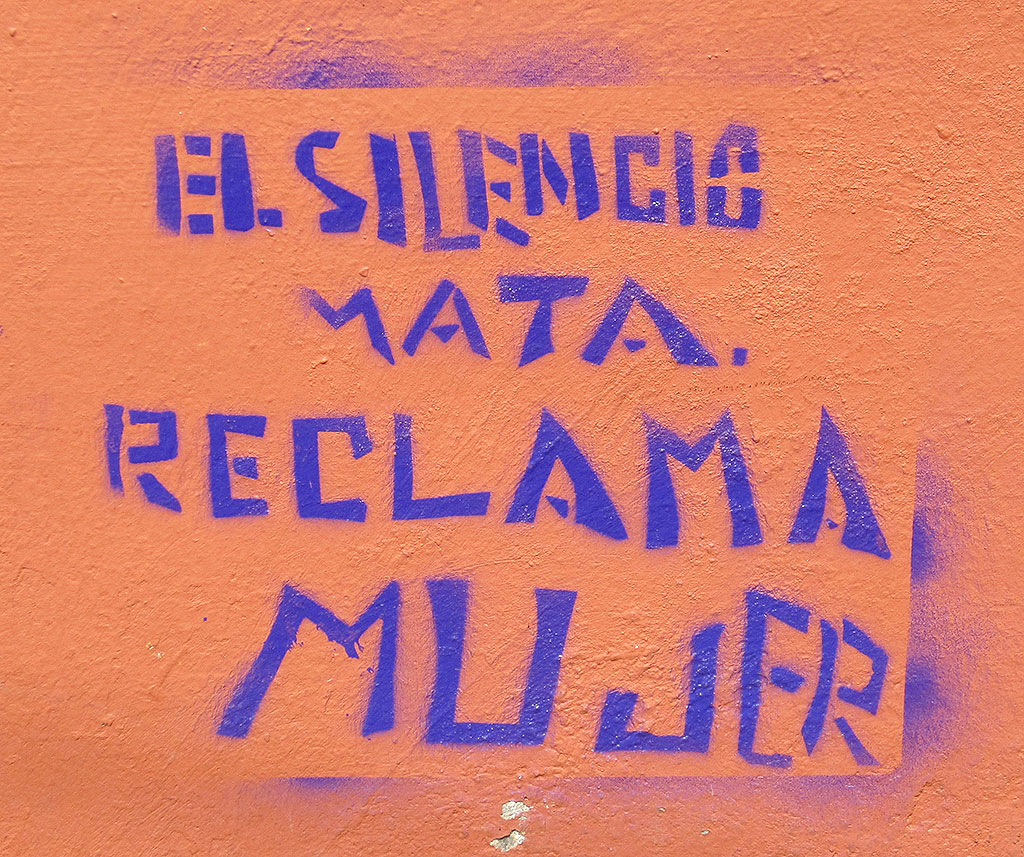 EL SILENCIO
MATA.
RECLAMA
MUJER